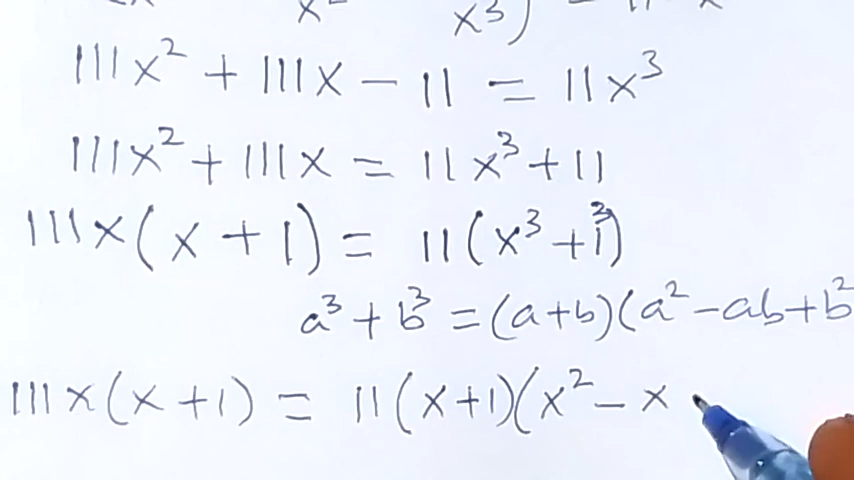 x³)
111x² + 111x − 11 = 11x³
111x² + 111x = 11x³ + 11
111x(x + 1) = 11(x³ + 1³)
a³ + b³ = (a+b)(a² − ab + b²
111x(x + 1) = 11(x+1)(x² − x